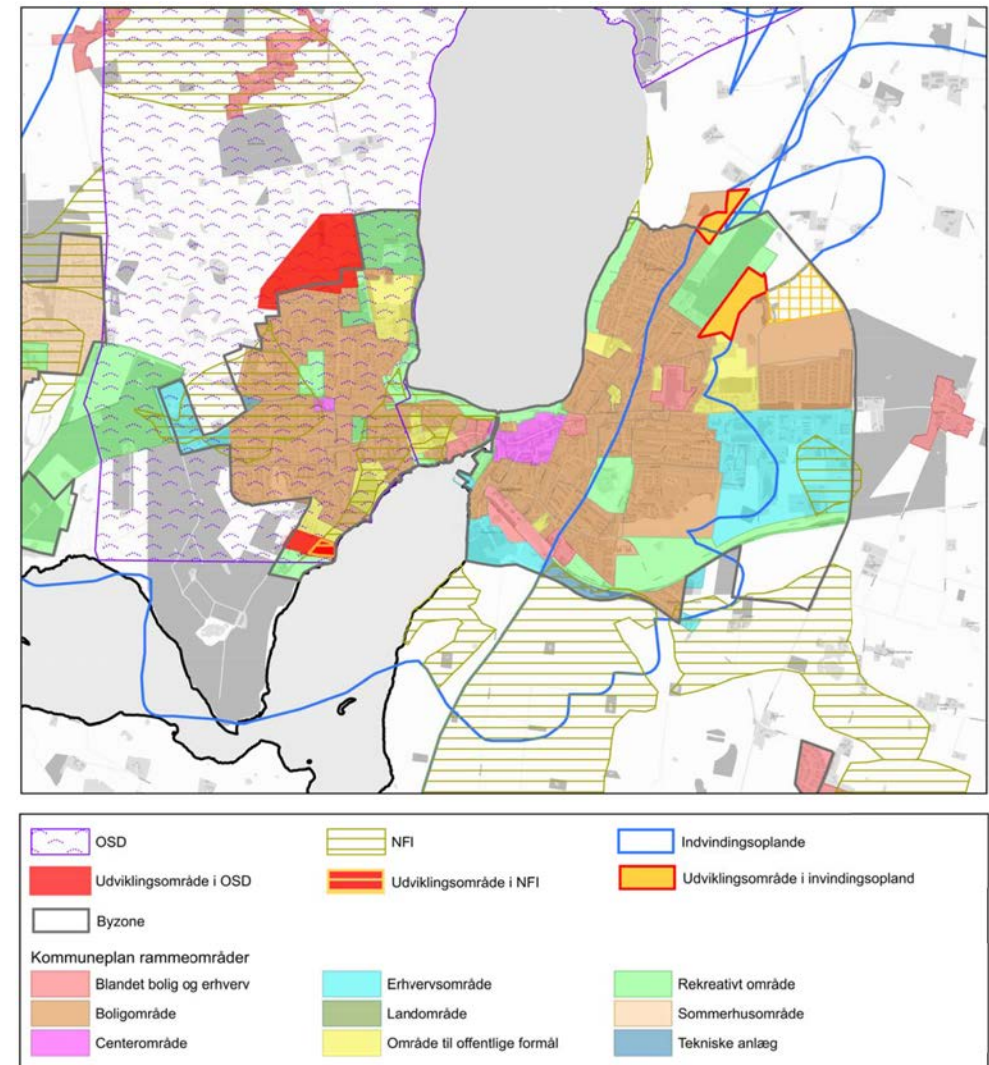 OSD NFI Indvindingsoplande
Udviklingsområde i OSD Udviklingsområde i NFI Udviklingsområde i invindingsopland
Byzone
Kommuneplan rammeområder
Blandet bolig og erhverv Erhvervsområde Rekreativt område
Boligområde Landområde Sommerhusområde
Centerområde Område til offentlige formål Tekniske anlæg